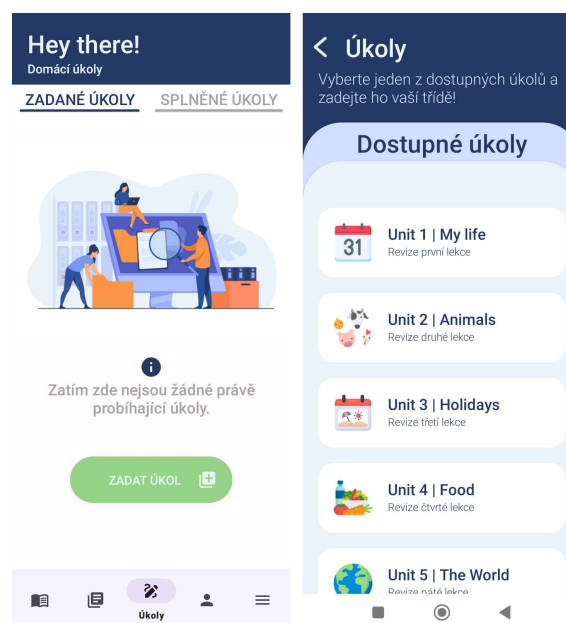 Hey there!
Domácí úkoly
ZADANÉ ÚKOLY
SPLNĚNÉ ÚKOLY
Zatím zde nejsou žádné právě
probíhající úkoly.
ZADAT ÚKOL
Úkoly
Úkoly
Vyberte jeden z dostupných úkolů a
zadejte ho vaší třídě!
Dostupné úkoly
31
Unit 1 | My life
Revize první lekce
Unit 2 | Animals
Revize druhé lekce
Unit 3 | Holidays
Revize třetí lekce
Unit 4 | Food
Revize čtvrté lekce
Unit 5 | The World
Revize páté lekce